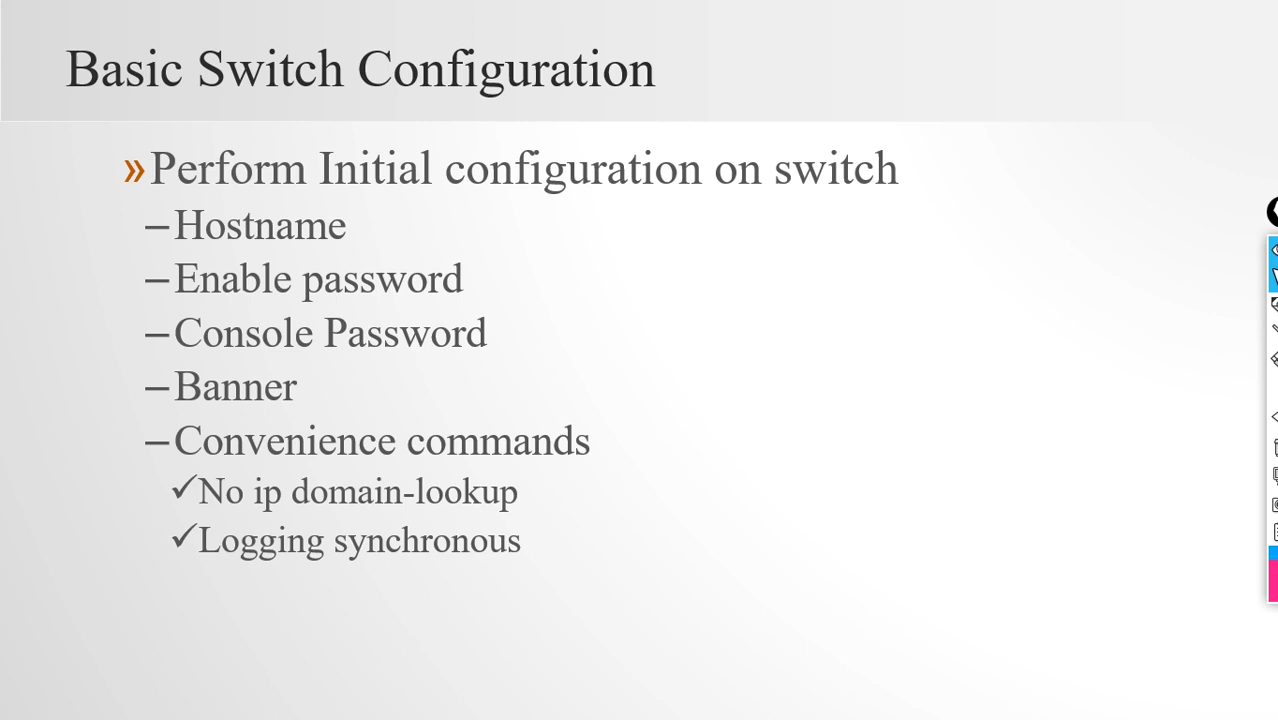 Basic Switch Configuration
»Perform Initial configuration on switch
–Hostname
–Enable password
–Console Password
–Banner
–Convenience commands
✓No ip domain-lookup
✓Logging synchronous